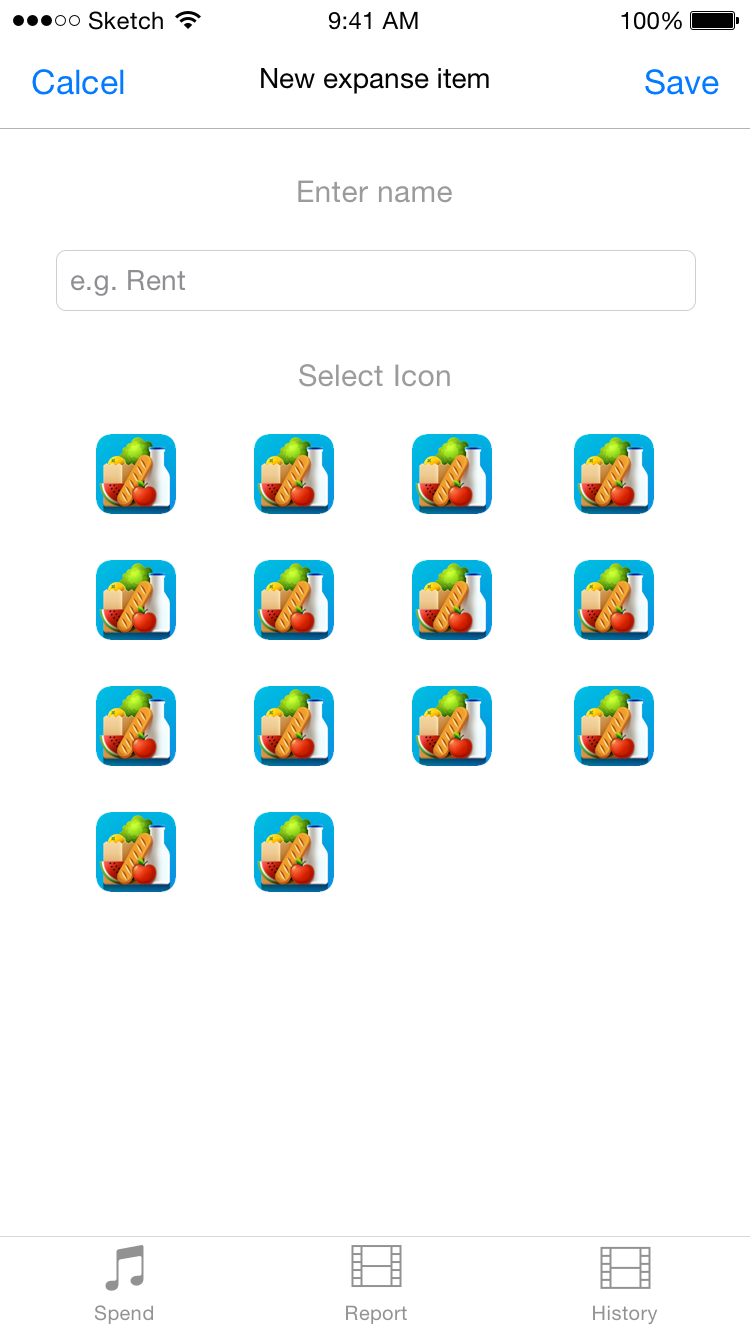 Sketch 9:41 AM 100%
Calcel New expanse item Save
Enter name
e.g. Rent
Select Icon
Spend Report History